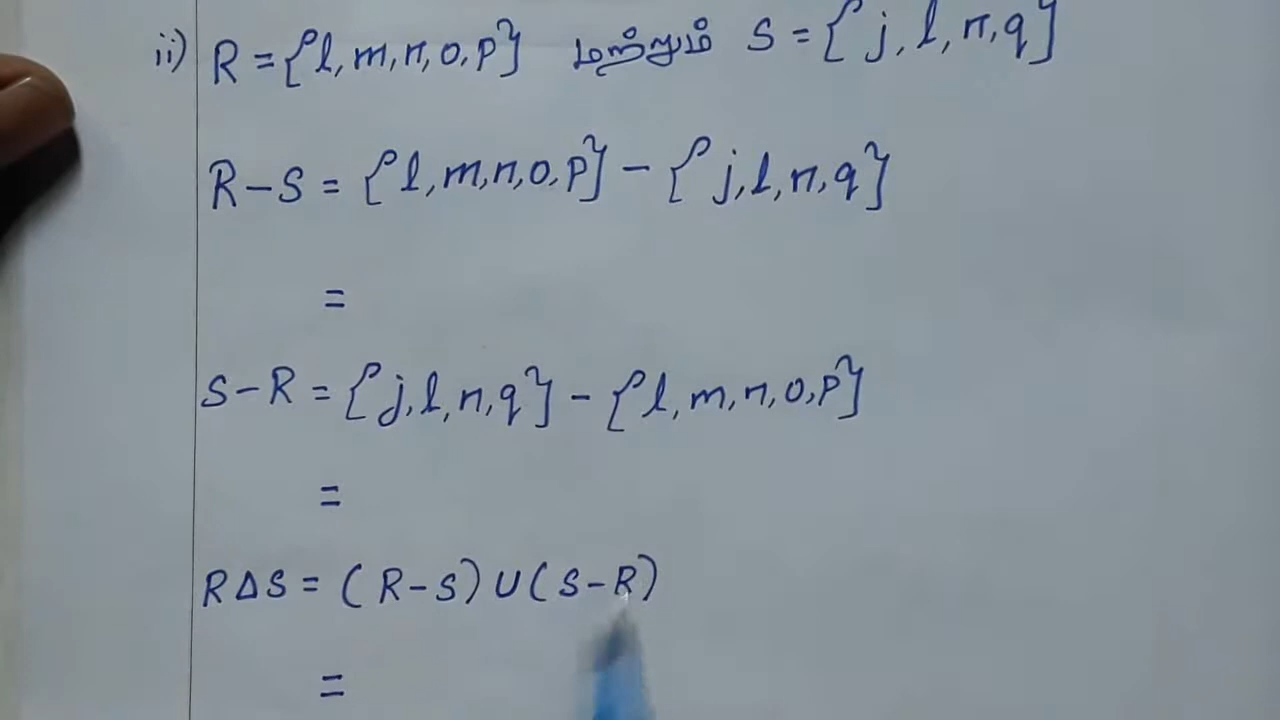 ii) R = {l, m, n, o, p} மற்றும் S = {j, l, n, q}
R - S = {l, m, n, o, p} - {j, l, n, q}
=
S - R = {j, l, n, q} - {l, m, n, o, p}
=
R Δ S = (R - S) ∪ (S - R)
=